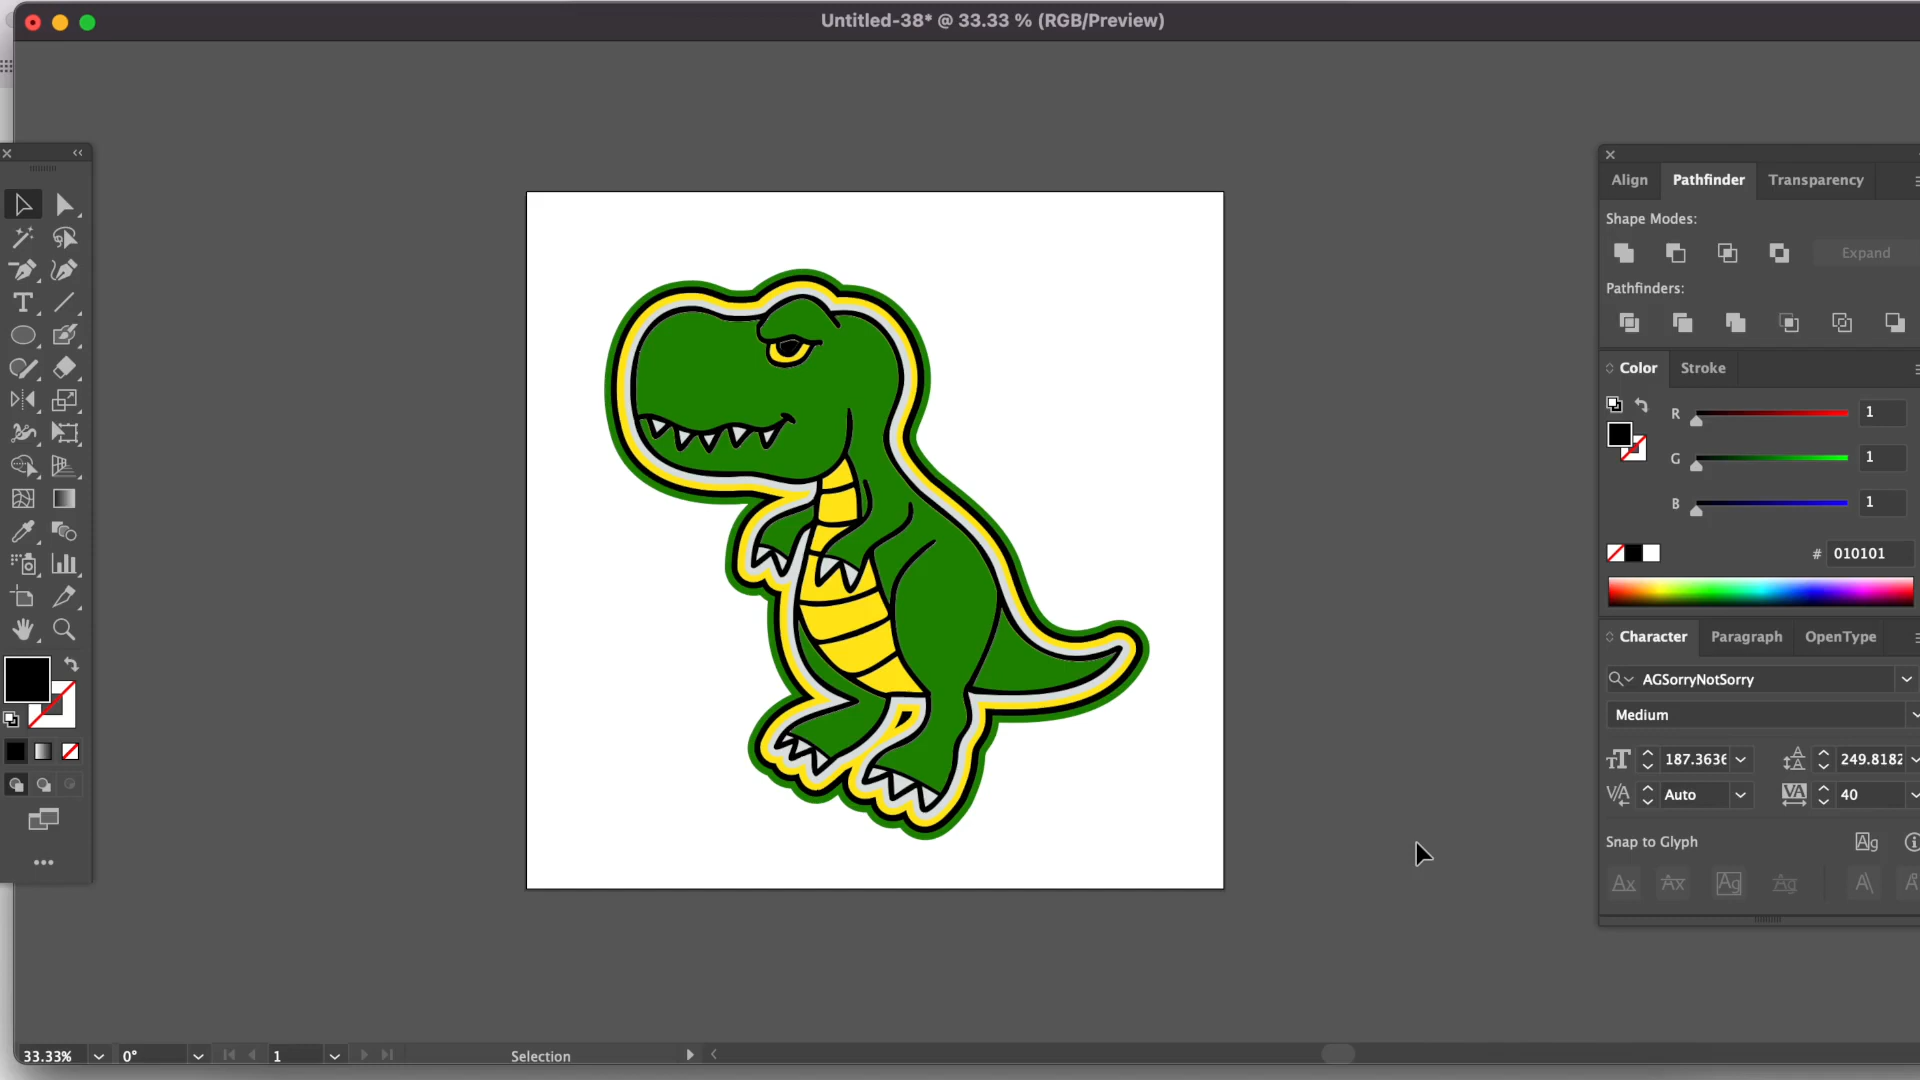 Untitled-38* @ 33.33 % (RGB/Preview)
Align Pathfinder Transparency
Shape Modes:
Expand
Pathfinders:
Color Stroke
R 1
G 1
B 1
# 010101
Character Paragraph OpenType
AGSorryNotSorry
Medium
187.3636 249.8182
Auto 40
Snap to Glyph
33.33% 0° 1 Selection